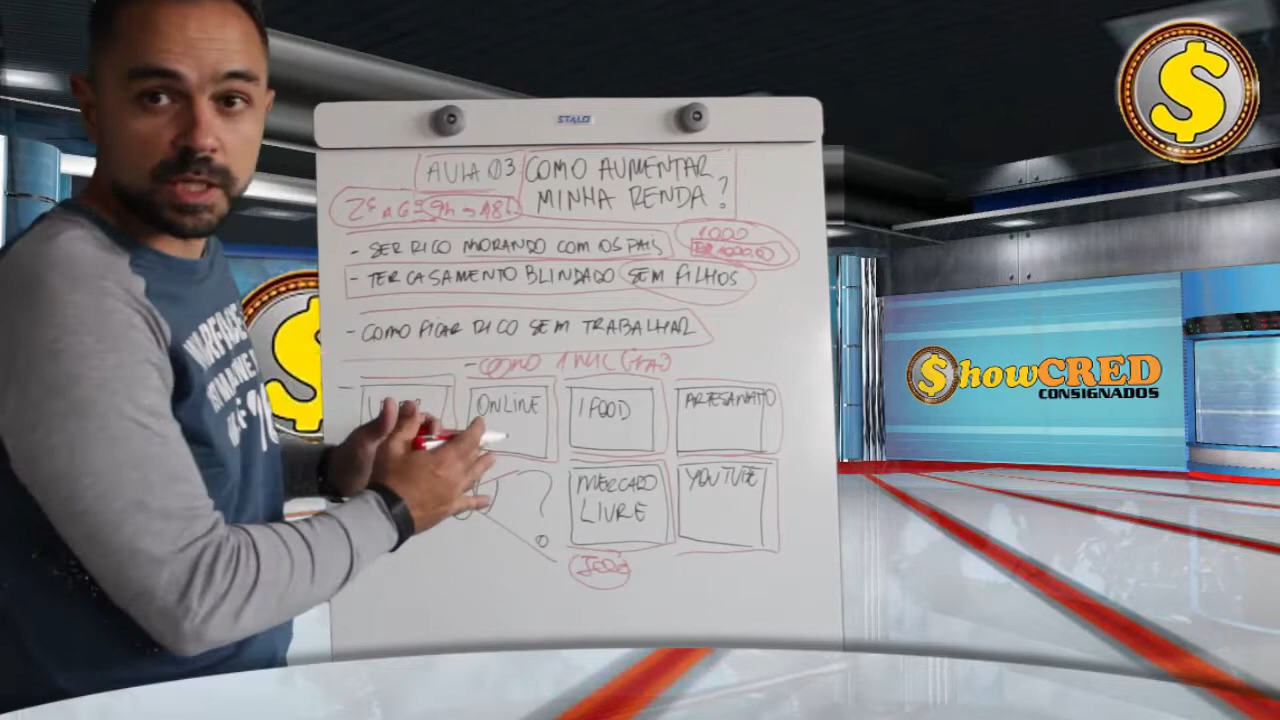 STALO
AULA 03 COMO AUMENTAR
MINHA RENDA?
2ª A 6ª 9h → 18h
1000
- SER RICO MORANDO COM OS PAIS
- TER CASAMENTO BLINDADO SEM FILHOS
- COMO FICAR RICO SEM TRABALHAR
- COMO
ONLINE
IFOOD
ARTESANATO
MERCADO
LIVRE
YOUTUBE
?
ShowCRED
CONSIGNADOS
$